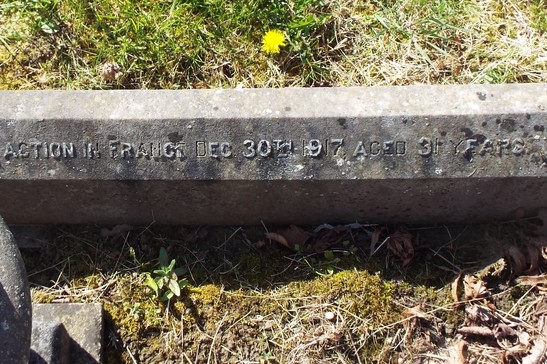 ACTION IN FRANCE DEC 30TH 1917 AGED 31 YEARS.